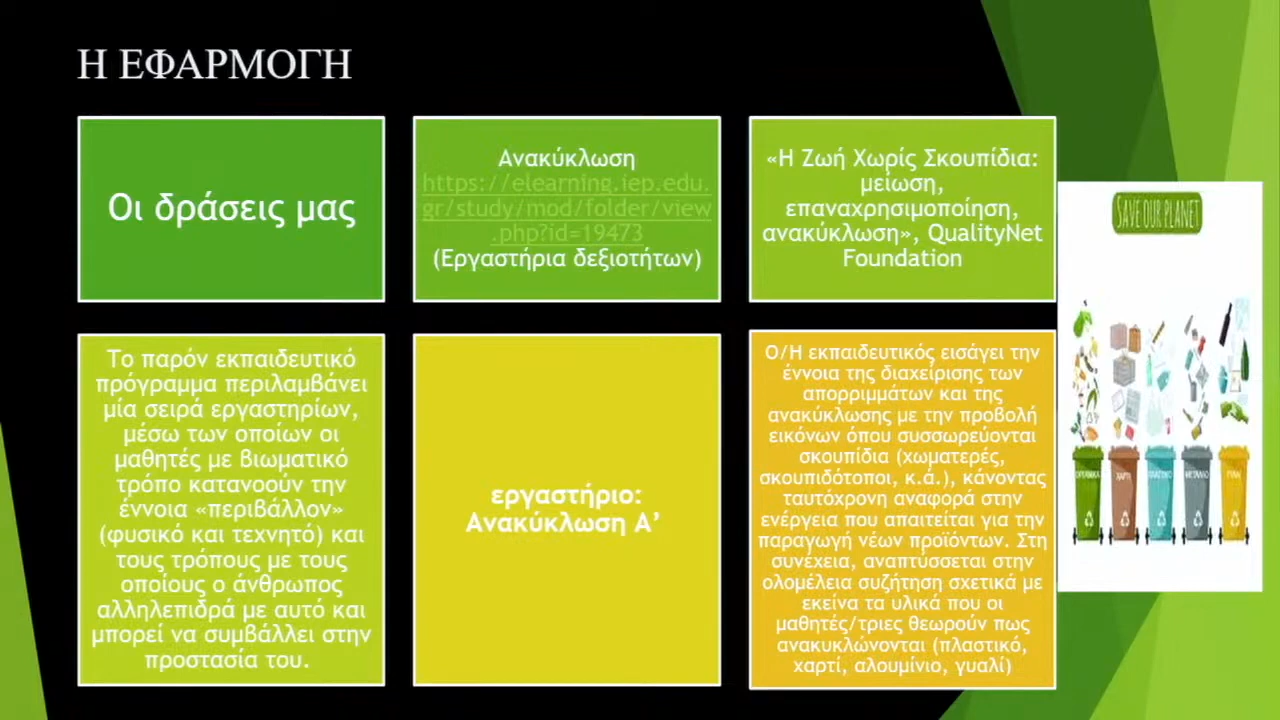 Η ΕΦΑΡΜΟΓΗ
Οι δράσεις μας
Ανακύκλωση
https://elearning.iep.edu.
gr/study/mod/folder/view
.php?id=19473
(Εργαστήρια δεξιοτήτων)
«Η Ζωή Χωρίς Σκουπίδια:
μείωση,
επαναχρησιμοποίηση,
ανακύκλωση», QualityNet
Foundation
Το παρόν εκπαιδευτικό
πρόγραμμα περιλαμβάνει
μία σειρά εργαστηρίων,
μέσω των οποίων οι
μαθητές με βιωματικό
τρόπο κατανοούν την
έννοια «περιβάλλον»
(φυσικό και τεχνητό) και
τους τρόπους με τους
οποίους ο άνθρωπος
αλληλεπιδρά με αυτό και
μπορεί να συμβάλλει στην
προστασία του.
εργαστήριο:
Ανακύκλωση Α’
Ο/Η εκπαιδευτικός εισάγει την
έννοια της διαχείρισης των
απορριμμάτων και της
ανακύκλωσης με την προβολή
εικόνων όπου συσσωρεύονται
σκουπίδια (χωματερές,
σκουπιδότοποι, κ.ά.), κάνοντας
ταυτόχρονη αναφορά στην
ενέργεια που απαιτείται για την
παραγωγή νέων προϊόντων. Στη
συνέχεια, αναπτύσσεται στην
ολομέλεια συζήτηση σχετικά με
εκείνα τα υλικά που οι
μαθητές/τριες θεωρούν πως
ανακυκλώνονται (πλαστικό,
χαρτί, αλουμίνιο, γυαλί)
SAVE OUR PLANET